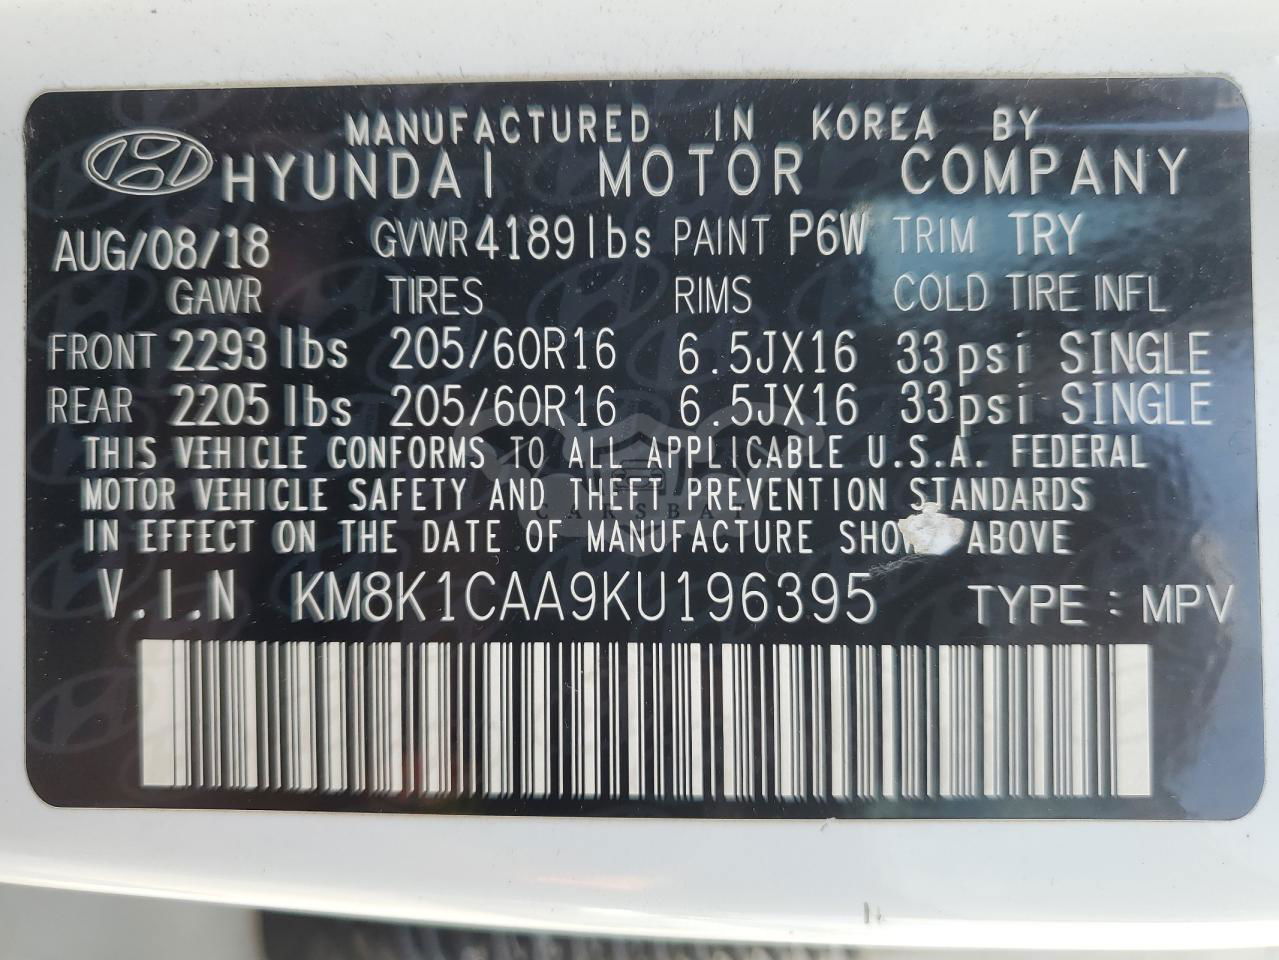 MANUFACTURED IN KOREA BY
HYUNDAI MOTOR COMPANY
AUG/08/18 GVWR 4189lbs PAINT P6W TRIM TRY
GAWR TIRES RIMS COLD TIRE INFL
FRONT 2293 lbs 205/60R16 6.5JX16 33psi SINGLE
REAR 2205 lbs 205/60R16 6.5JX16 33psi SINGLE
THIS VEHICLE CONFORMS TO ALL APPLICABLE U.S.A. FEDERAL
MOTOR VEHICLE SAFETY AND THEFT PREVENTION STANDARDS
CARSBAT
IN EFFECT ON THE DATE OF MANUFACTURE SHOWN ABOVE
V.I.N KM8K1CAA9KU196395 TYPE : MPV